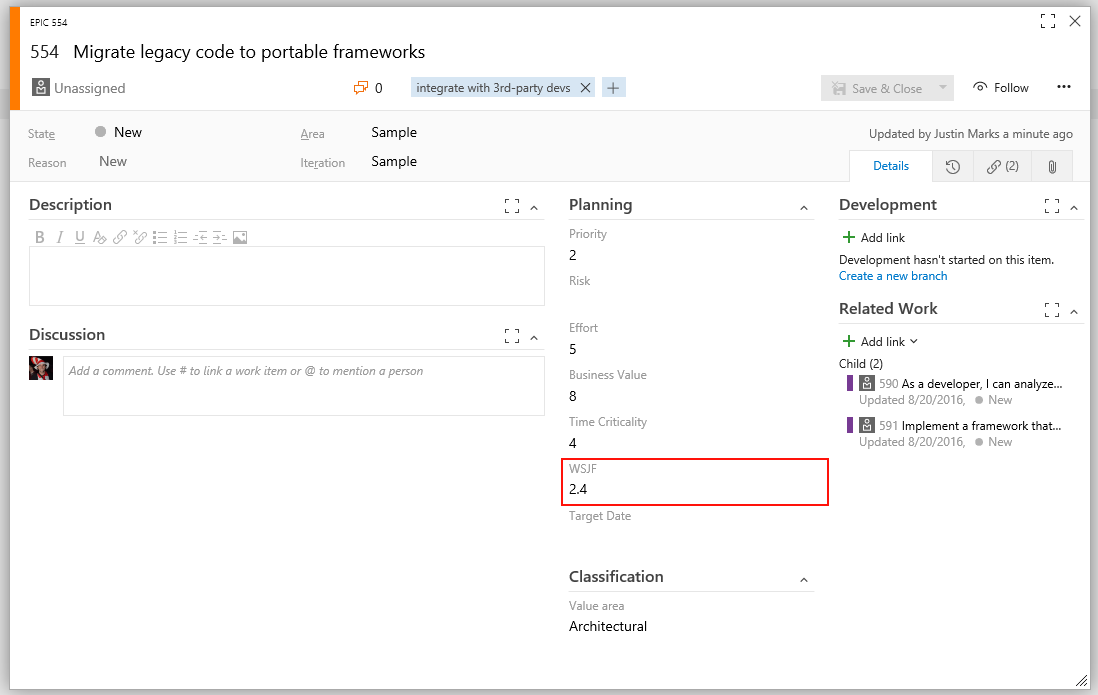 EPIC 554
554 Migrate legacy code to portable frameworks
Unassigned
0
integrate with 3rd-party devs
Save & Close
Follow
State
New
Area
Sample
Updated by Justin Marks a minute ago
Reason
New
Iteration
Sample
Details
(2)
Description
B I U
Discussion
Add a comment. Use # to link a work item or @ to mention a person
Planning
Priority
2
Risk
Effort
5
Business Value
8
Time Criticality
4
WSJF
2.4
Target Date
Classification
Value area
Architectural
Development
Add link
Development hasn't started on this item.
Create a new branch
Related Work
Add link
Child (2)
590 As a developer, I can analyze...
Updated 8/20/2016, New
591 Implement a framework that...
Updated 8/20/2016, New